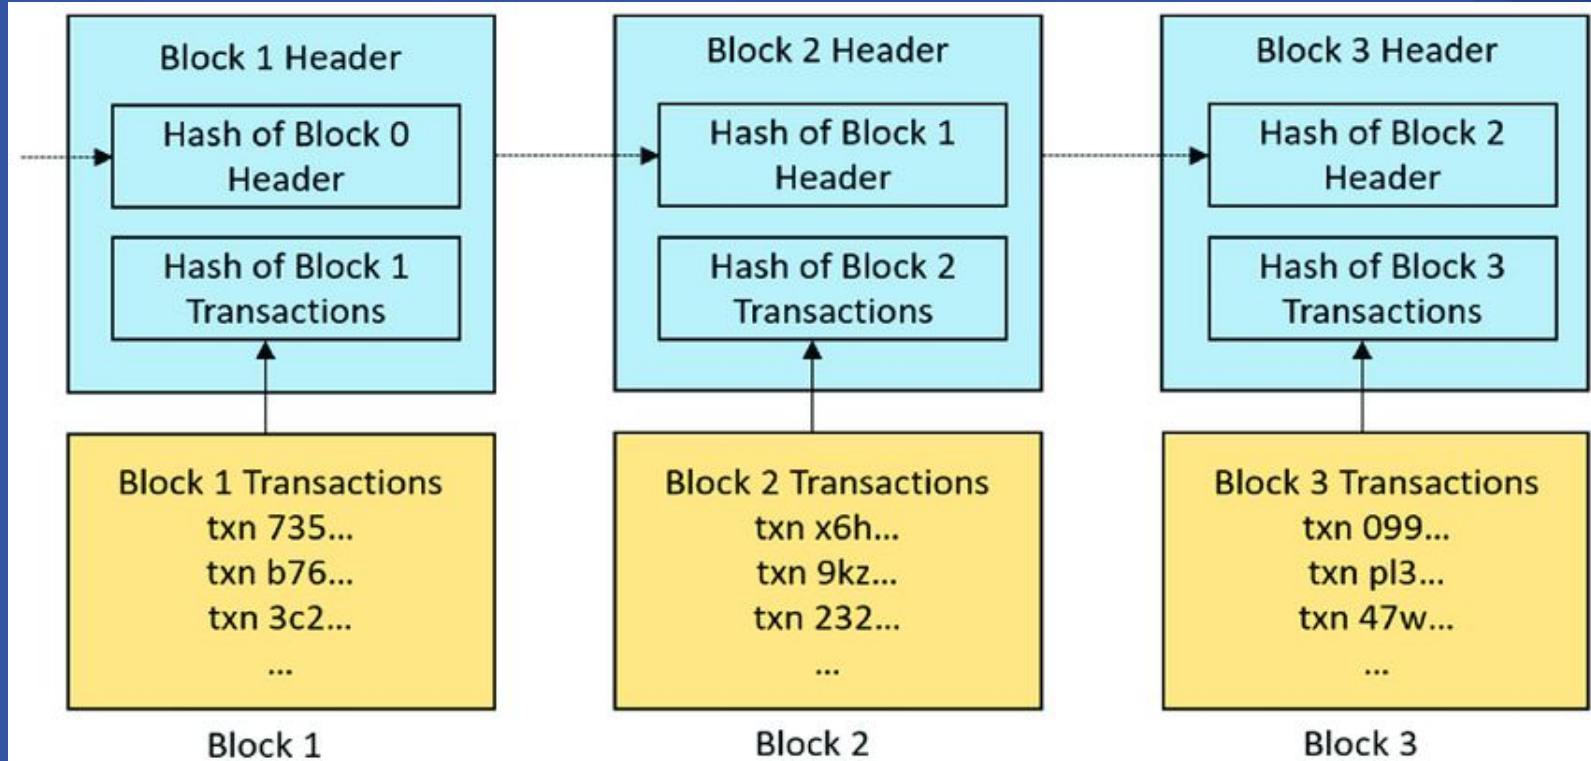 Block 1 Header
Hash of Block 0
Header
Hash of Block 1
Transactions
Block 1 Transactions
txn 735...
txn b76...
txn 3c2...
...
Block 1
Block 2 Header
Hash of Block 1
Header
Hash of Block 2
Transactions
Block 2 Transactions
txn x6h...
txn 9kz...
txn 232...
...
Block 2
Block 3 Header
Hash of Block 2
Header
Hash of Block 3
Transactions
Block 3 Transactions
txn 099...
txn pl3...
txn 47w...
...
Block 3